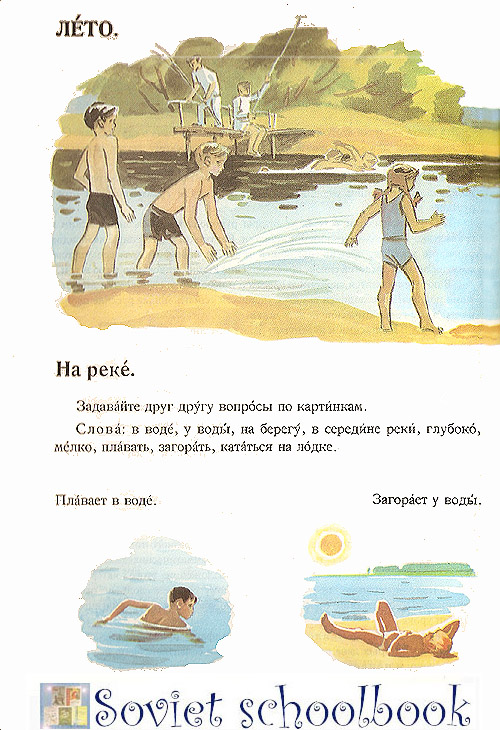 ЛЕ́ТО.
На реке́.
Задава́йте друг дру́гу вопро́сы по карти́нкам.
Слова́: в воде́, у воды́, на берегу́, в середи́не реки́, глубоко́,
ме́лко, пла́вать, загора́ть, ката́ться на ло́дке.
Пла́вает в воде́.
Загора́ет у воды́.
Soviet schoolbook